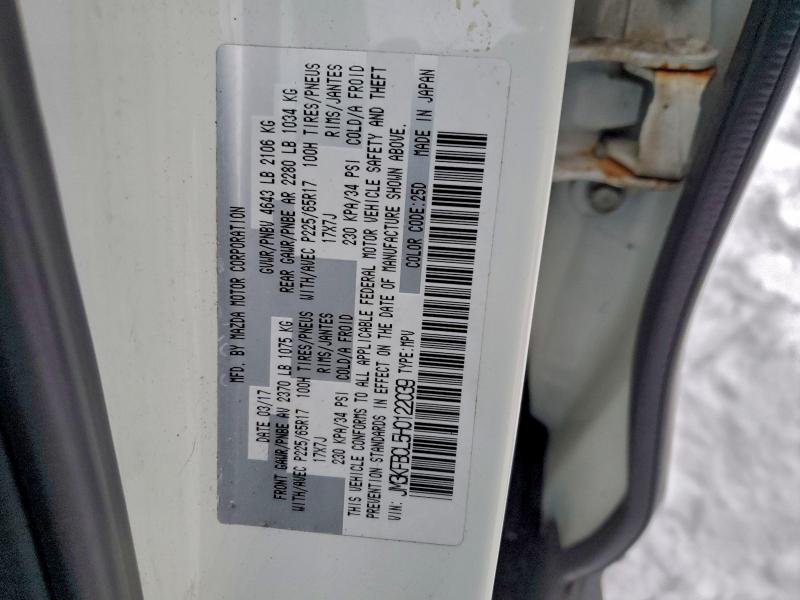 MFD. BY MAZDA MOTOR CORPORATION
DATE 03/17 GVWR/PNBV 4643 LB 2106 KG
FRONT GAWR/PNBE AV 2370 LB 1075 KG REAR GAWR/PNBE AR 2280 LB 1034 KG
WITH/AVEC P225/65R17 100H TIRES/PNEUS WITH/AVEC P225/65R17 100H TIRES/PNEUS
17X7J RIMS/JANTES 17X7J RIMS/JANTES
230 KPA/34 PSI COLD/A FROID 230 KPA/34 PSI COLD/A FROID
THIS VEHICLE CONFORMS TO ALL APPLICABLE FEDERAL MOTOR VEHICLE SAFETY AND THEFT
PREVENTION STANDARDS IN EFFECT ON THE DATE OF MANUFACTURE SHOWN ABOVE.
VIN: JM3KFBCL5H0122039 TYPE:MPV COLOR CODE:25D MADE IN JAPAN